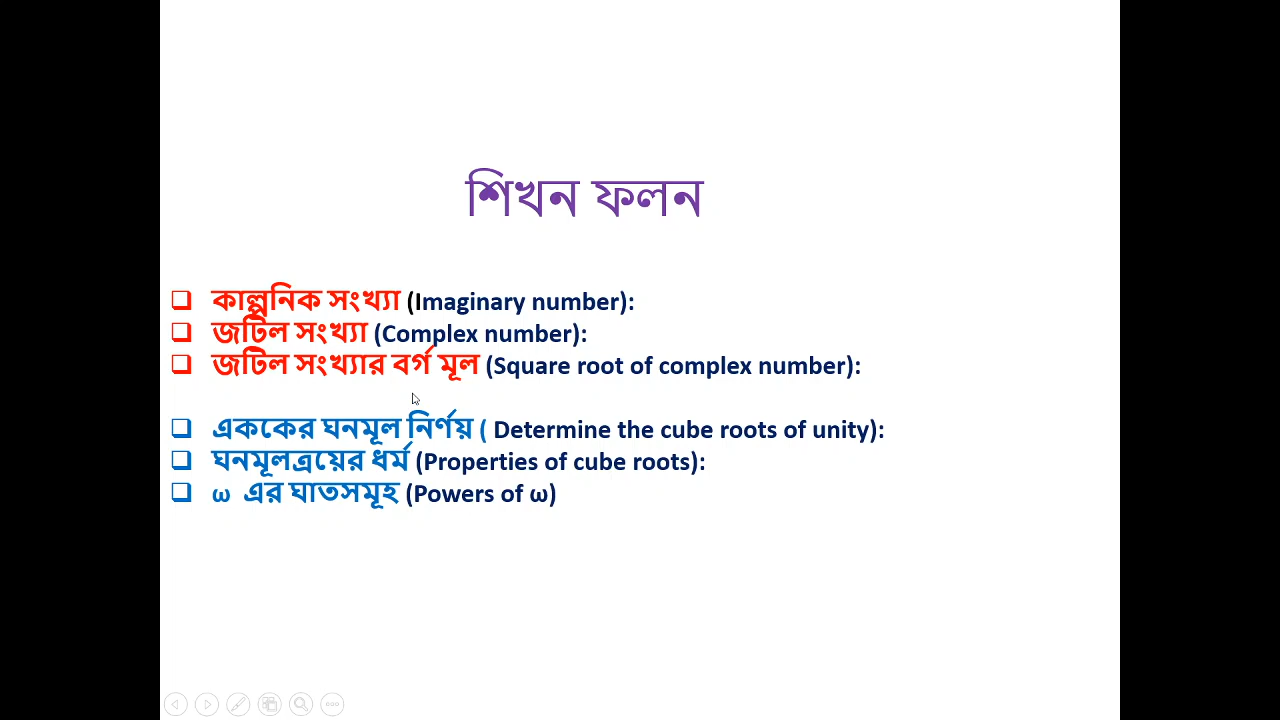 শিখন ফলন
❑ কাল্পনিক সংখ্যা (Imaginary number):
❑ জটিল সংখ্যা (Complex number):
❑ জটিল সংখ্যার বর্গ মূল (Square root of complex number):
❑ এককের ঘনমূল নির্ণয় ( Determine the cube roots of unity):
❑ ঘনমূলত্রয়ের ধর্ম (Properties of cube roots):
❑ ω এর ঘাতসমূহ (Powers of ω)